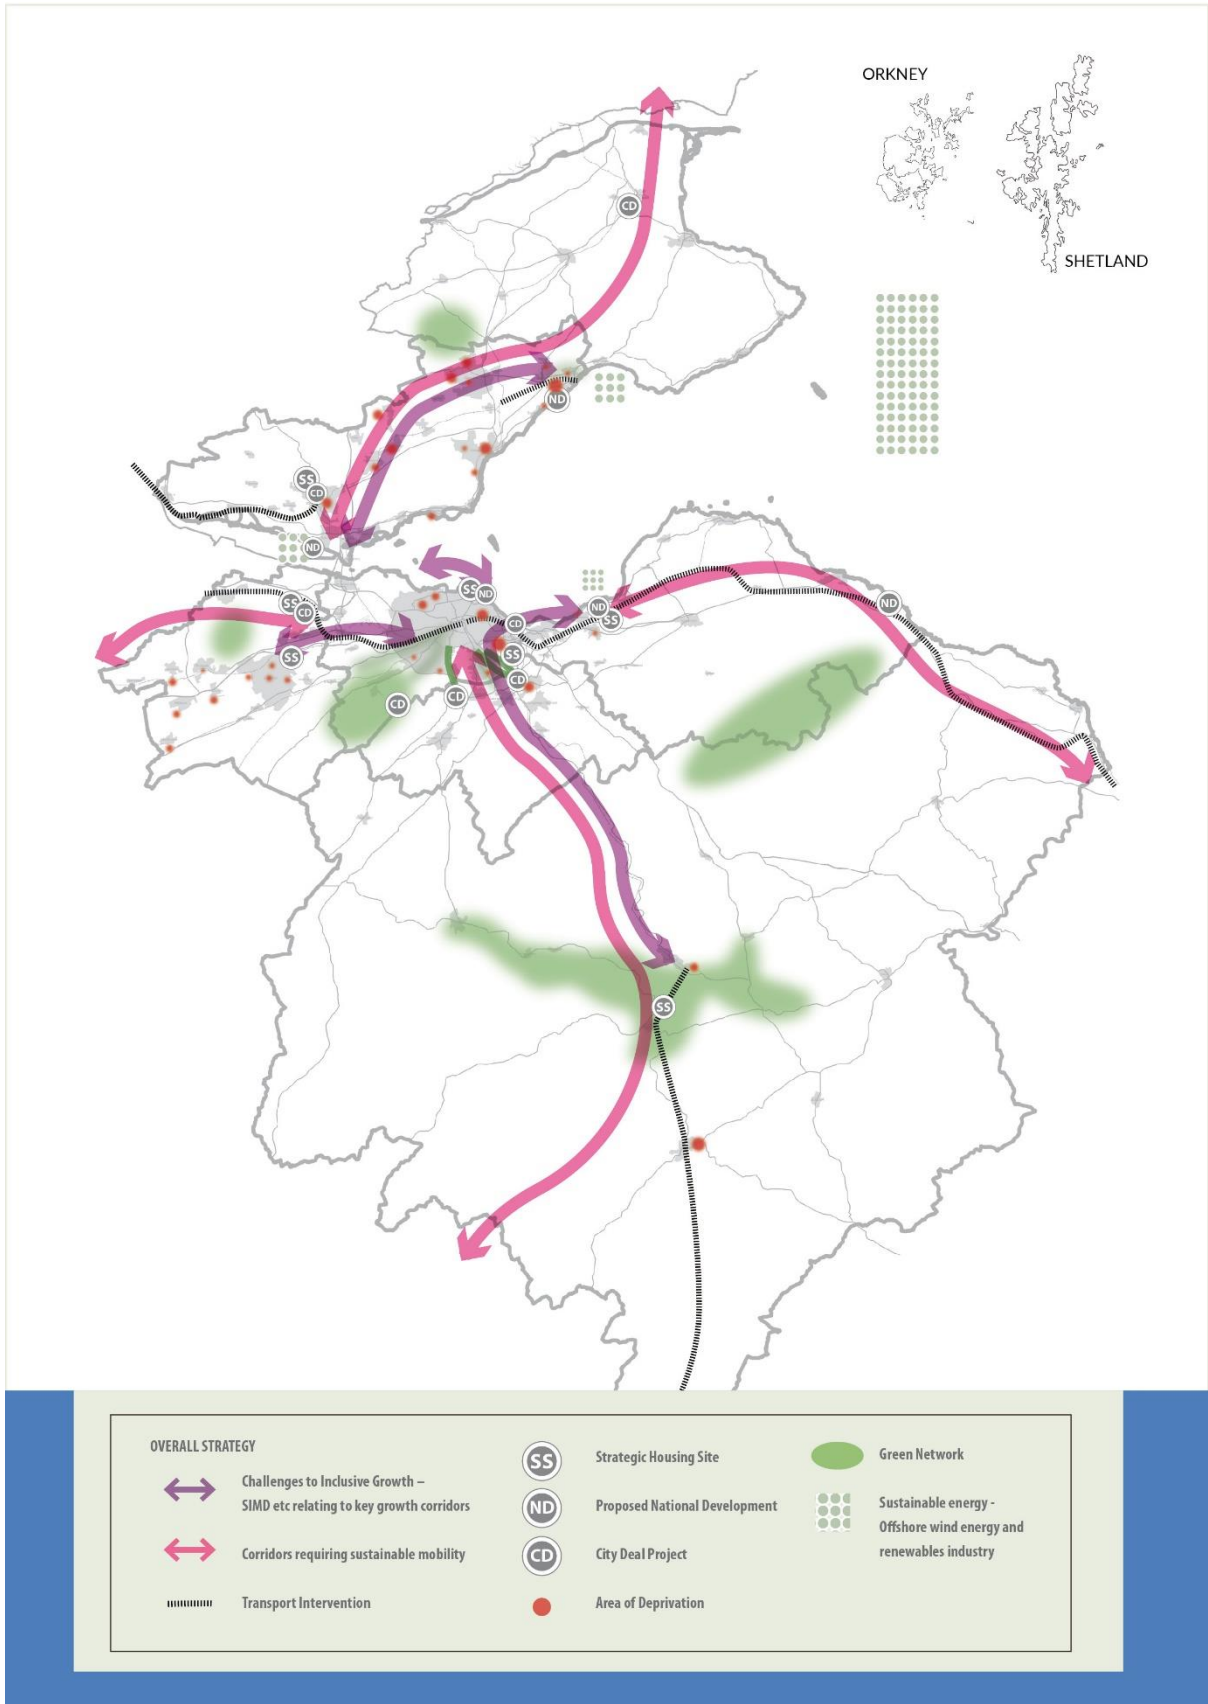 ORKNEY
SHETLAND
CD
ND
SS
CD
ND
SS
ND
SS
CD
ND
SS
ND
CD
SS
SS
CD
SS
CD
CD
ND
SS
OVERALL STRATEGY
Challenges to Inclusive Growth –
SIMD etc relating to key growth corridors
Corridors requiring sustainable mobility
Transport Intervention
SS
Strategic Housing Site
ND
Proposed National Development
CD
City Deal Project
Area of Deprivation
Green Network
Sustainable energy -
Offshore wind energy and
renewables industry